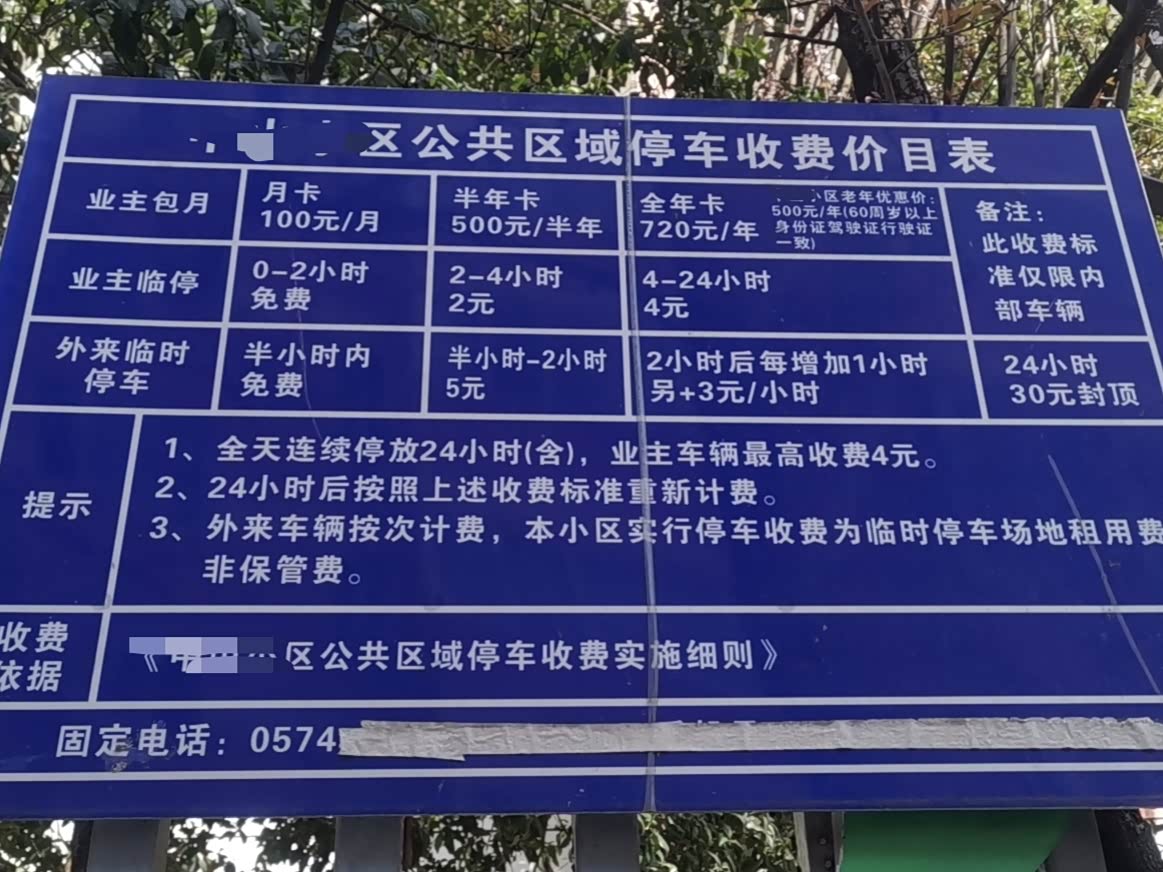 区公共区域停车收费价目表
业主包月
月卡
100元/月
半年卡
500元/半年
全年卡
720元/年
小区老年优惠价:
500元/年(60周岁以上
身份证驾驶证行驶证
一致)
备注:
此收费标
准仅限内
部车辆
业主临停
0-2小时
免费
2-4小时
2元
4-24小时
4元
外来临时
停车
半小时内
免费
半小时-2小时
5元
2小时后每增加1小时
另+3元/小时
24小时
30元封顶
提示
1、全天连续停放24小时(含),业主车辆最高收费4元。
2、24小时后按照上述收费标准重新计费。
3、外来车辆按次计费,本小区实行停车收费为临时停车场地租用费
非保管费。
收费
依据
《 区公共区域停车收费实施细则》
固定电话:0574